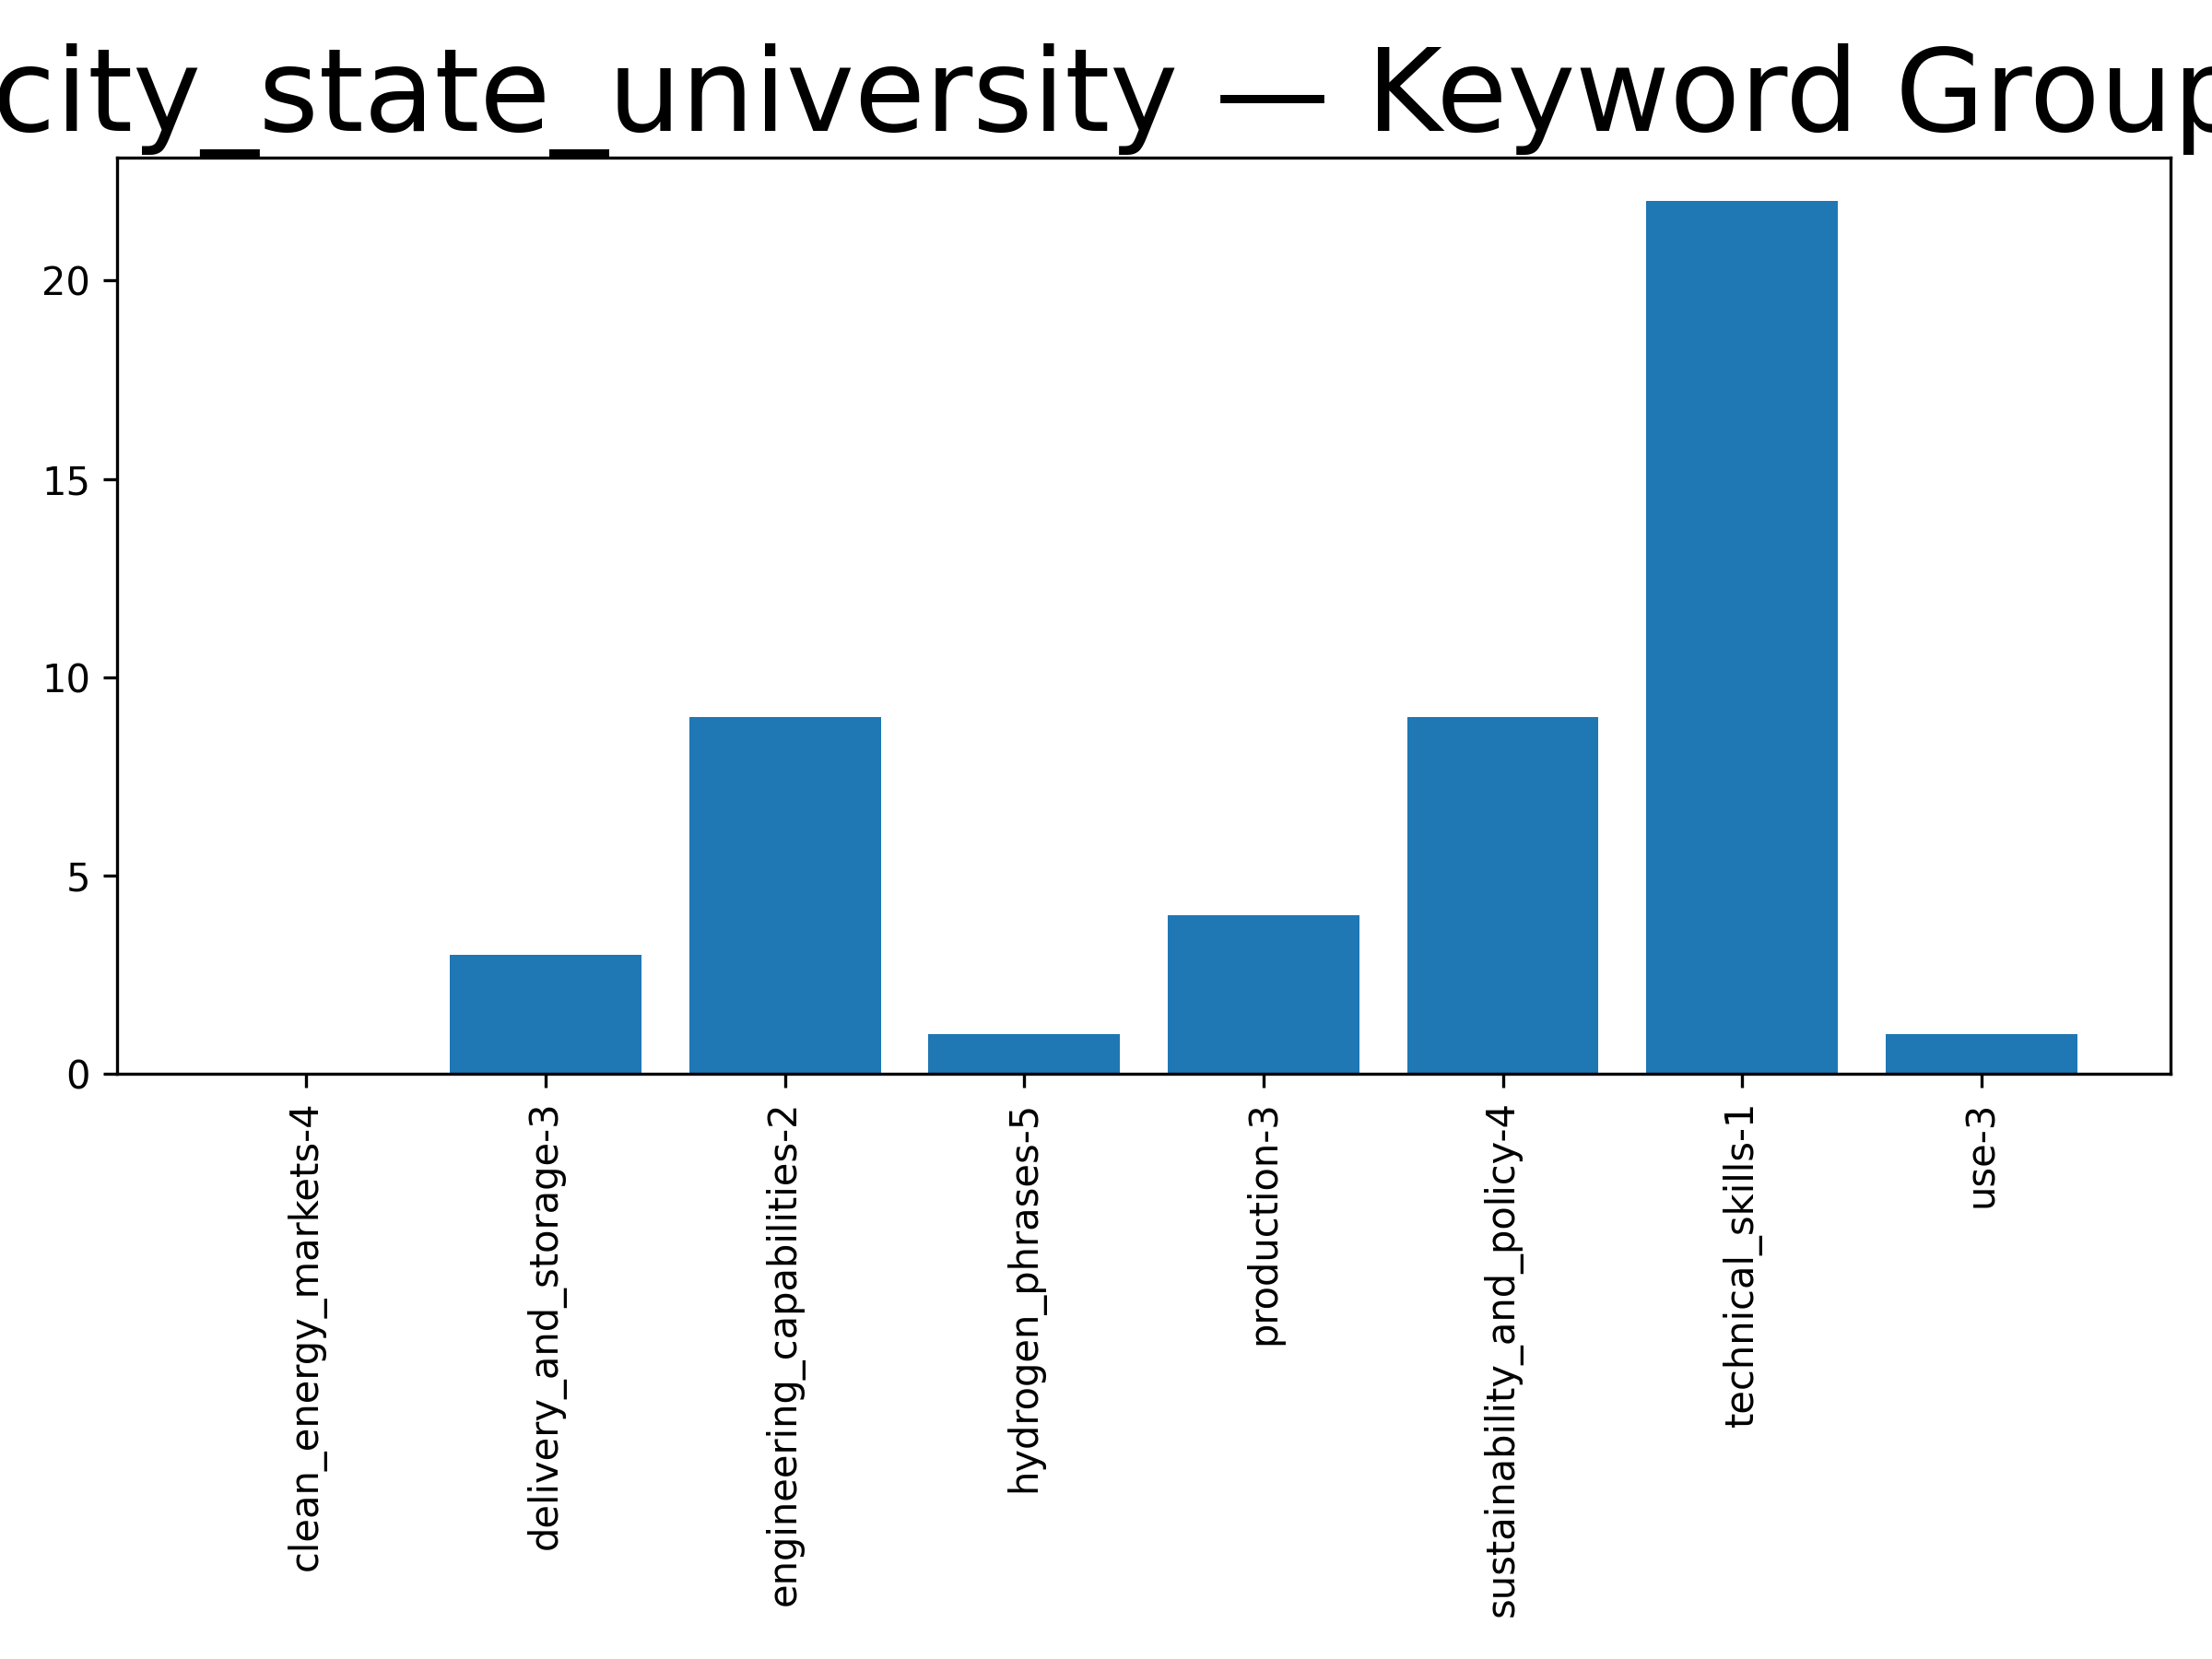 city_state_university — Keyword Group
20
15
10
5
0
clean_energy_markets-4
delivery_and_storage-3
engineering_capabilities-2
hydrogen_phrases-5
production-3
sustainability_and_policy-4
technical_skills-1
use-3